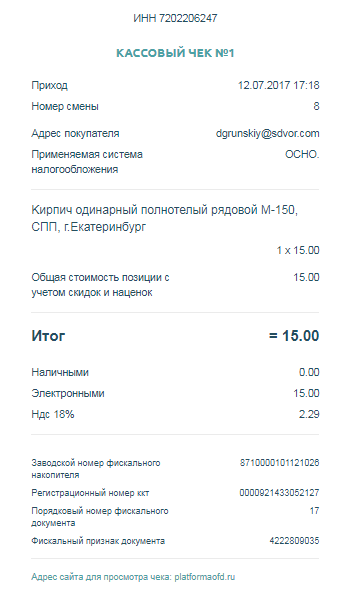 ИНН 7202206247
КАССОВЫЙ ЧЕК №1
Приход 12.07.2017 17:18
Номер смены 8
Адрес покупателя dgrunskiy@sdvor.com
Применяемая система ОСНО.
налогообложения
Кирпич одинарный полнотелый рядовой М-150,
СПП, г.Екатеринбург
1 x 15.00
Общая стоимость позиции с 15.00
учетом скидок и наценок
Итог = 15.00
Наличными 0.00
Электронными 15.00
Ндс 18% 2.29
Заводской номер фискального 8710000101121026
накопителя
Регистрационный номер ккт 0000921433052127
Порядковый номер фискального 17
документа
Фискальный признак документа 4222809035
Адрес сайта для просмотра чека: platformaofd.ru